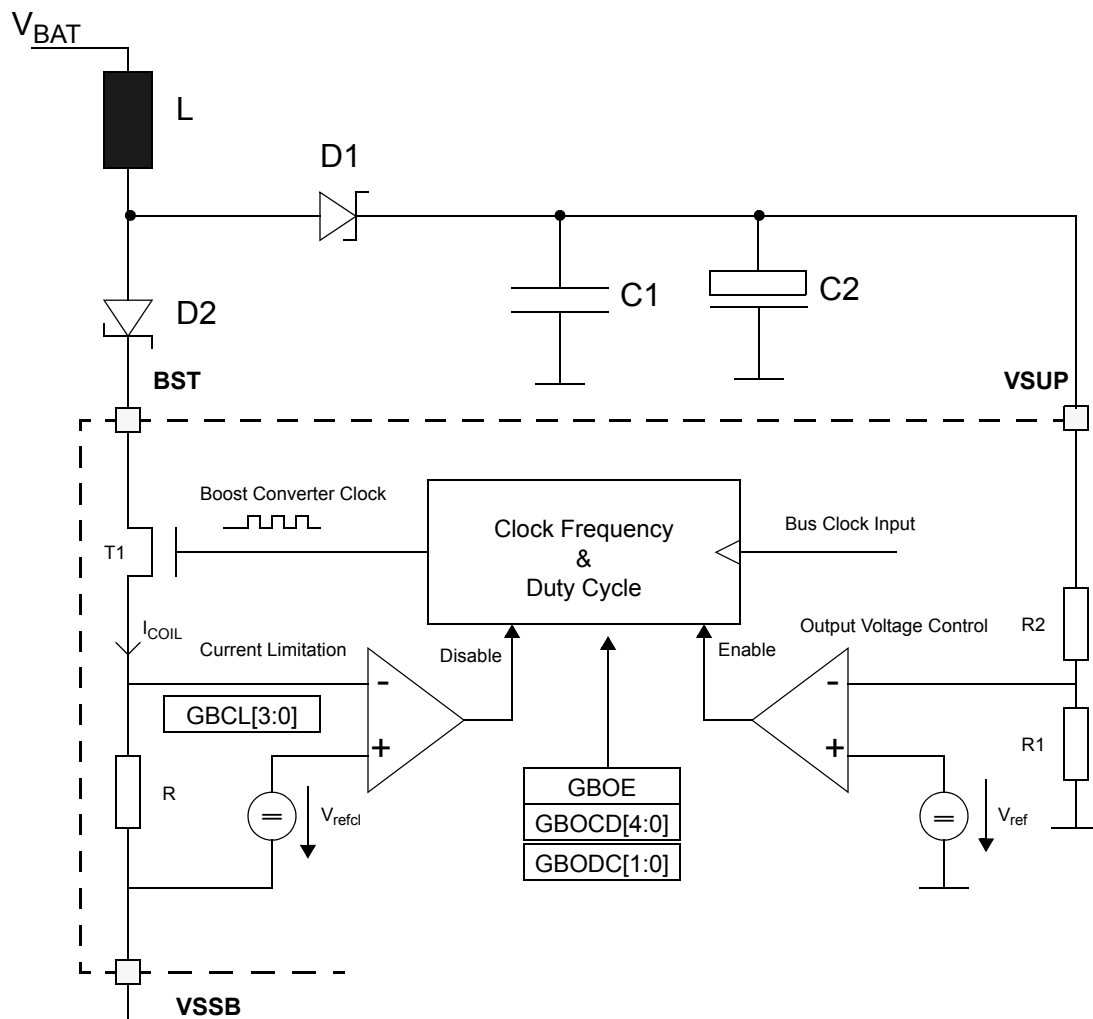 VBAT
L
D1
C1
C2
D2
BST
VSUP
Boost Converter Clock
Clock Frequency
&
Duty Cycle
Bus Clock Input
T1
ICOIL
Current Limitation
Disable
Enable
Output Voltage Control
R2
-
-
GBCL[3:0]
+
+
R1
R
=
Vrefcl
GBOE
GBOCD[4:0]
GBODC[1:0]
=
Vref
VSSB